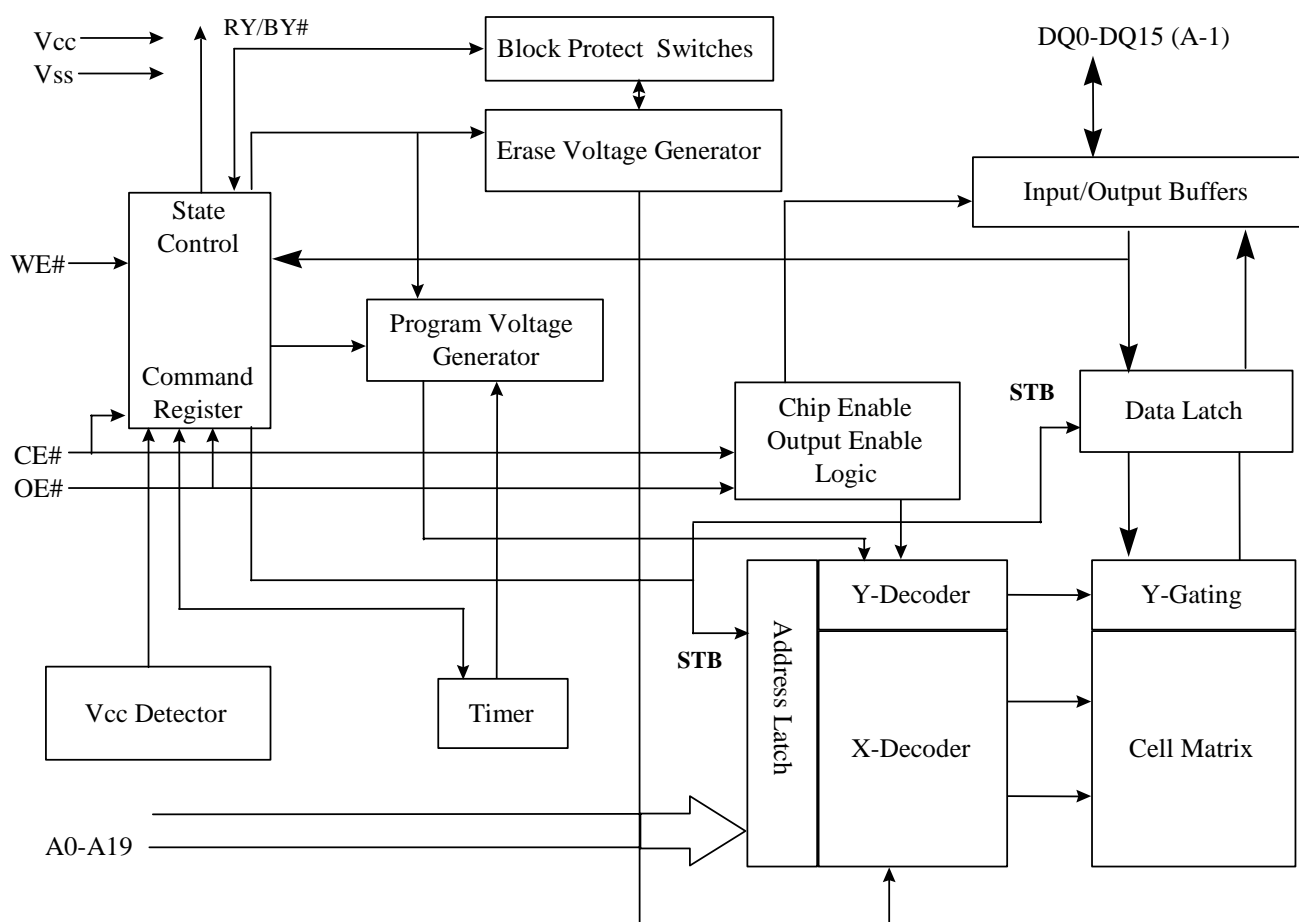 Vcc
Vss
RY/BY#
Block Protect Switches
DQ0-DQ15 (A-1)
Erase Voltage Generator
Input/Output Buffers
State
Control
WE#
Program Voltage
Generator
Command
Register
STB
Chip Enable
Output Enable
Logic
Data Latch
CE#
OE#
Y-Decoder
Y-Gating
STB
Address Latch
Vcc Detector
Timer
X-Decoder
Cell Matrix
A0-A19